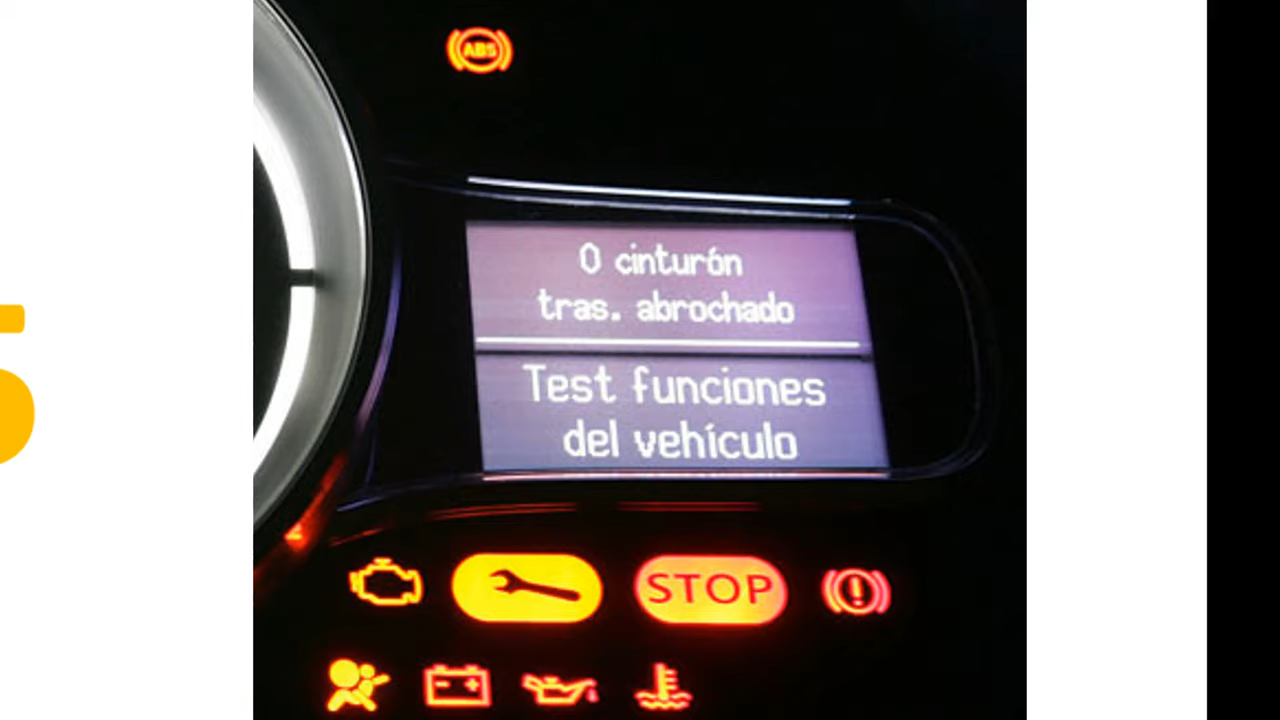 ABS
0 cinturón
tras. abrochado
Test funciones
del vehículo
STOP